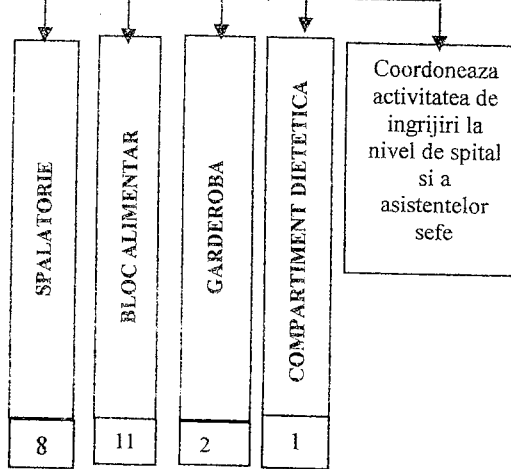 SPALATORIE
8
BLOC ALIMENTAR
11
GARDEROBA
2
COMPARTIMENT DIETETICA
1
Coordoneaza
activitatea de
ingrijiri la
nivel de spital
si a
asistentelor
sefe